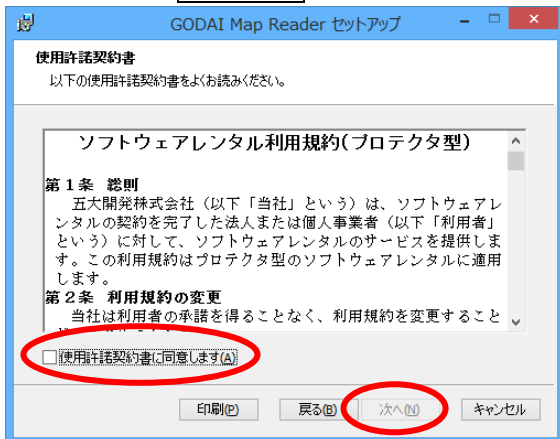 GODAI Map Reader セットアップ
使用許諾契約書
以下の使用許諾契約書をよくお読みください。
ソフトウェアレンタル利用規約(プロテクタ型)
第1条 総則
五大開発株式会社（以下「当社」という）は、ソフトウェアレ
ンタルの契約を完了した法人または個人事業者（以下「利用者」
という）に対して、ソフトウェアレンタルのサービスを提供しま
す。この利用規約はプロテクタ型のソフトウェアレンタルに適用
します。
第2条 利用規約の変更
当社は利用者の承諾を得ることなく、利用規約を変更すること
使用許諾契約書に同意します(A)
印刷(P) 戻る(B) 次へ(N) キャンセル